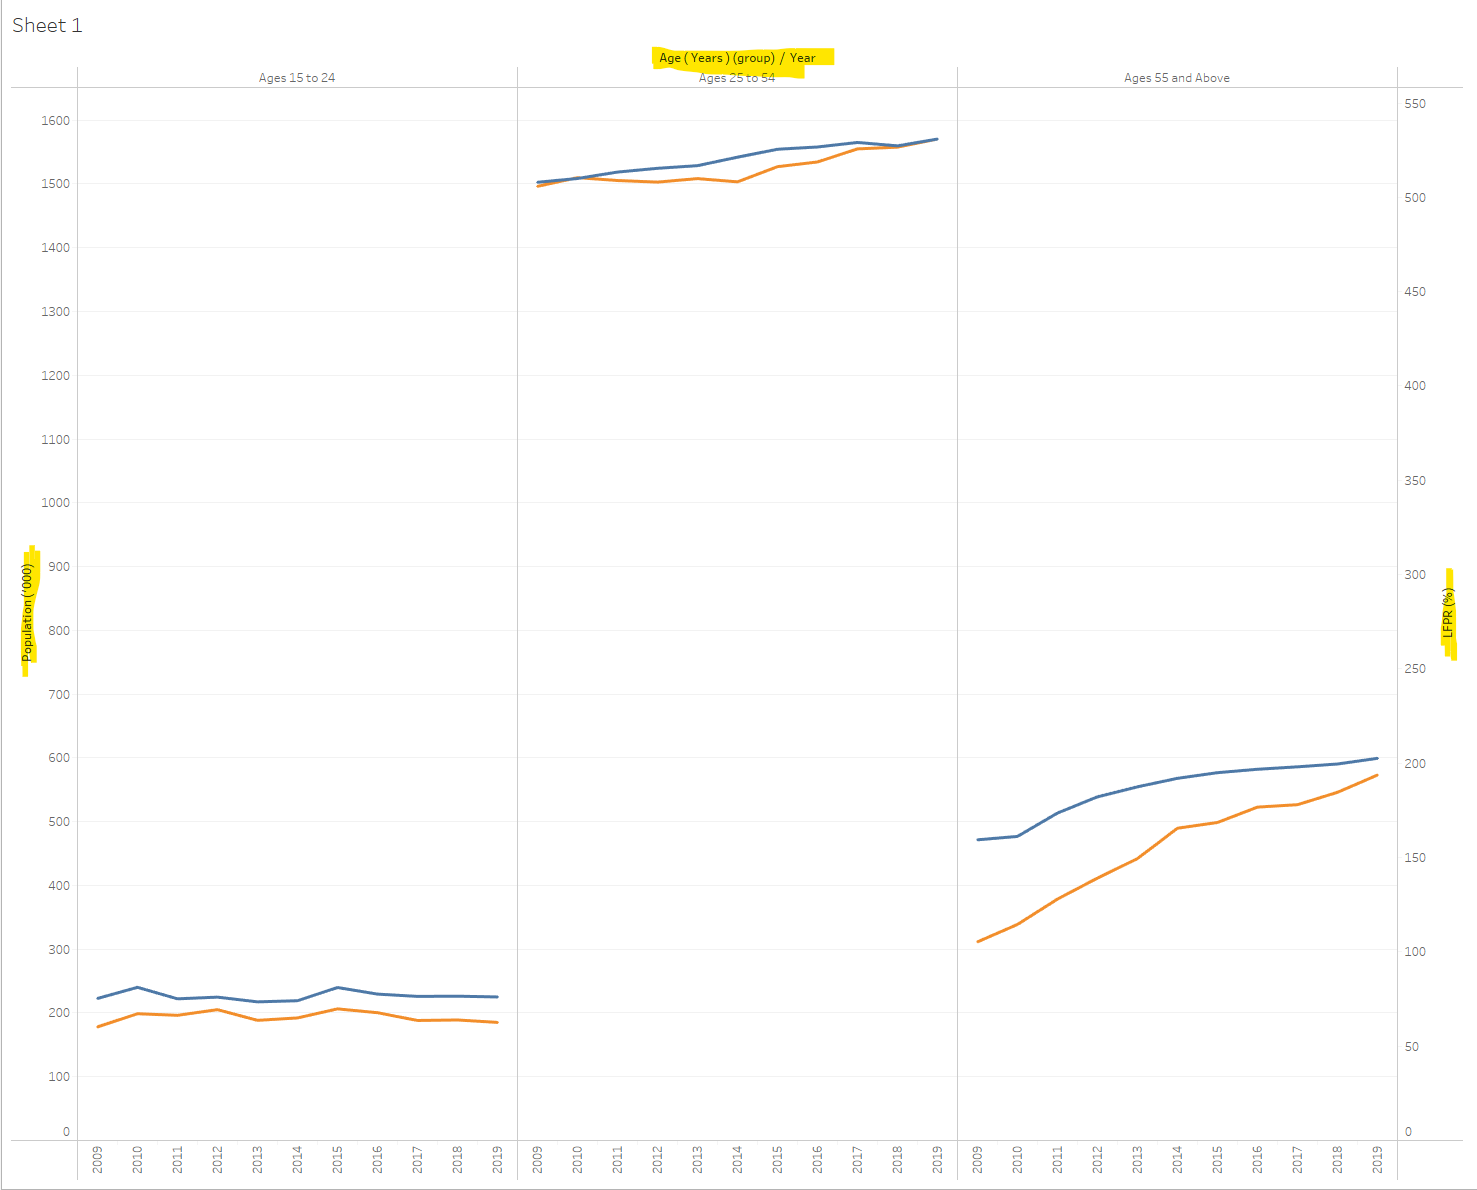 Sheet 1
Age (Years) (group) / Year
Ages 15 to 24
Ages 25 to 54
Ages 55 and Above
Population ('000)
1600
1500
1400
1300
1200
1100
1000
900
800
700
600
500
400
300
200
100
0
550
500
450
400
350
300
250
200
150
100
50
0
LFPR (%)
2009 2010 2011 2012 2013 2014 2015 2016 2017 2018 2019
2009 2010 2011 2012 2013 2014 2015 2016 2017 2018 2019
2009 2010 2011 2012 2013 2014 2015 2016 2017 2018 2019